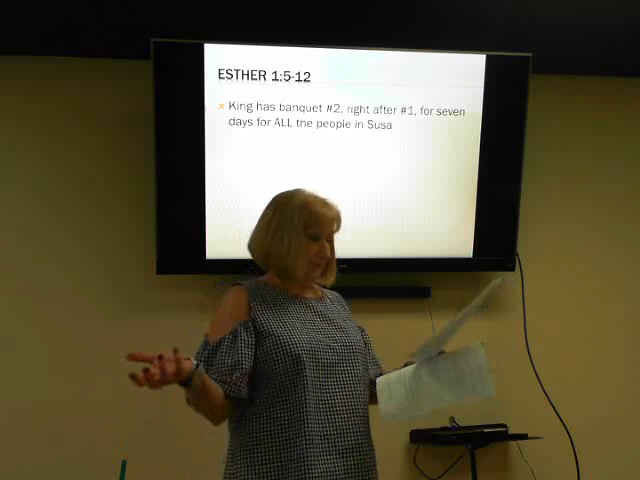 ESTHER 1:5-12
King has banquet #2, right after #1, for seven
days for ALL the people in Susa